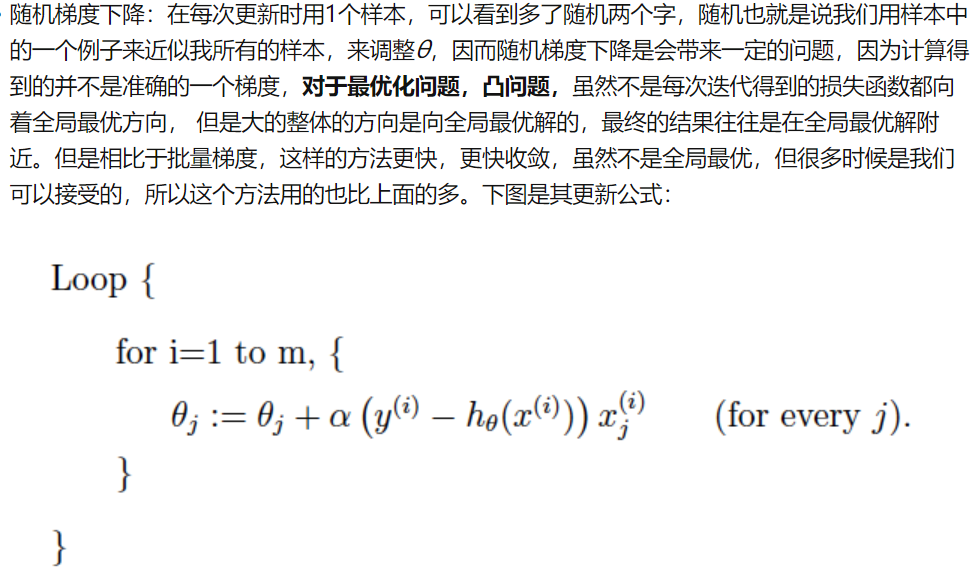 随机梯度下降：在每次更新时用1个样本，可以看到多了随机两个字，随机也就是说我们用样本中
的一个例子来近似我所有的样本，来调整θ，因而随机梯度下降是会带来一定的问题，因为计算得
到的并不是准确的一个梯度，对于最优化问题，凸问题，虽然不是每次迭代得到的损失函数都向
着全局最优方向， 但是大的整体的方向是向全局最优解的，最终的结果往往是在全局最优解附
近。但是相比于批量梯度，这样的方法更快，更快收敛，虽然不是全局最优，但很多时候是我们
可以接受的，所以这个方法用的也比上面的多。下图是其更新公式：
Loop {
for i=1 to m, {
θ_j := θ_j + α (y^{(i)} − h_θ(x^{(i)})) x_j^{(i)} (for every j).
}
}